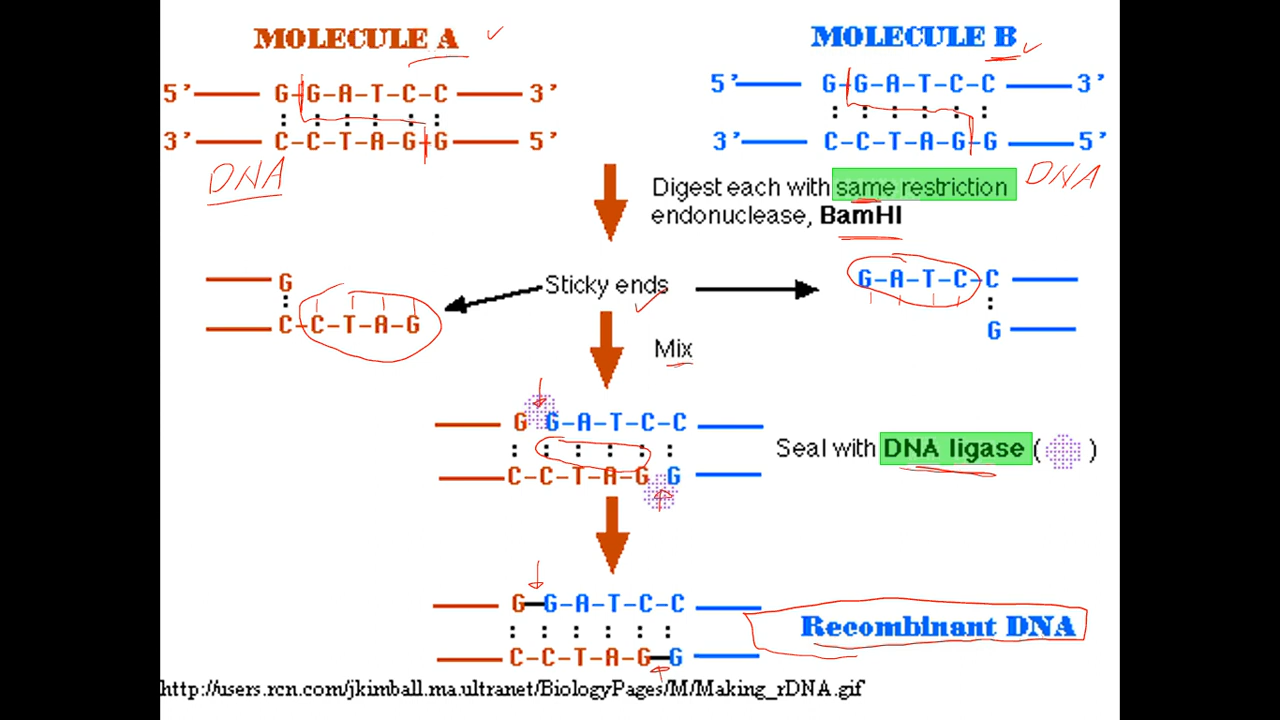 MOLECULE A
MOLECULE B
5’ G-G-A-T-C-C 3’
5’ G-G-A-T-C-C 3’
: : : : : :
: : : : : :
3’ C-C-T-A-G-G 5’
3’ C-C-T-A-G-G 5’
DNA
DNA
Digest each with same restriction
endonuclease, BamHI
G
:
C-C-T-A-G
Sticky ends
G-A-T-C-C
:
G
Mix
G G-A-T-C-C
: : : : : :
C-C-T-A-G G
Seal with DNA ligase ( )
G-G-A-T-C-C
: : : : : :
C-C-T-A-G-G
Recombinant DNA
http://users.rcn.com/jkimball.ma.ultranet/BiologyPages/M/Making_rDNA.gif